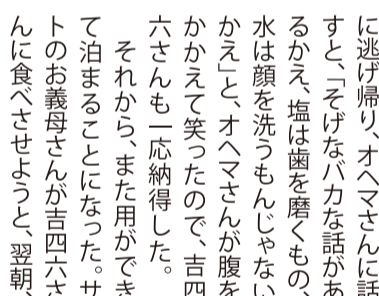 に逃げ帰り、オヘマさんに話
すと、「そげなバカな話があ
るかえ、塩は歯を磨くもの、
水は顔を洗うもんじゃない
かえ」と、オヘマさんが腹を
かかえて笑ったので、吉四
六さんも一応納得した。
それから、また用ができ
て泊まることになった。サ
トのお義母さんが吉四六さ
んに食べさせようと、翌朝、